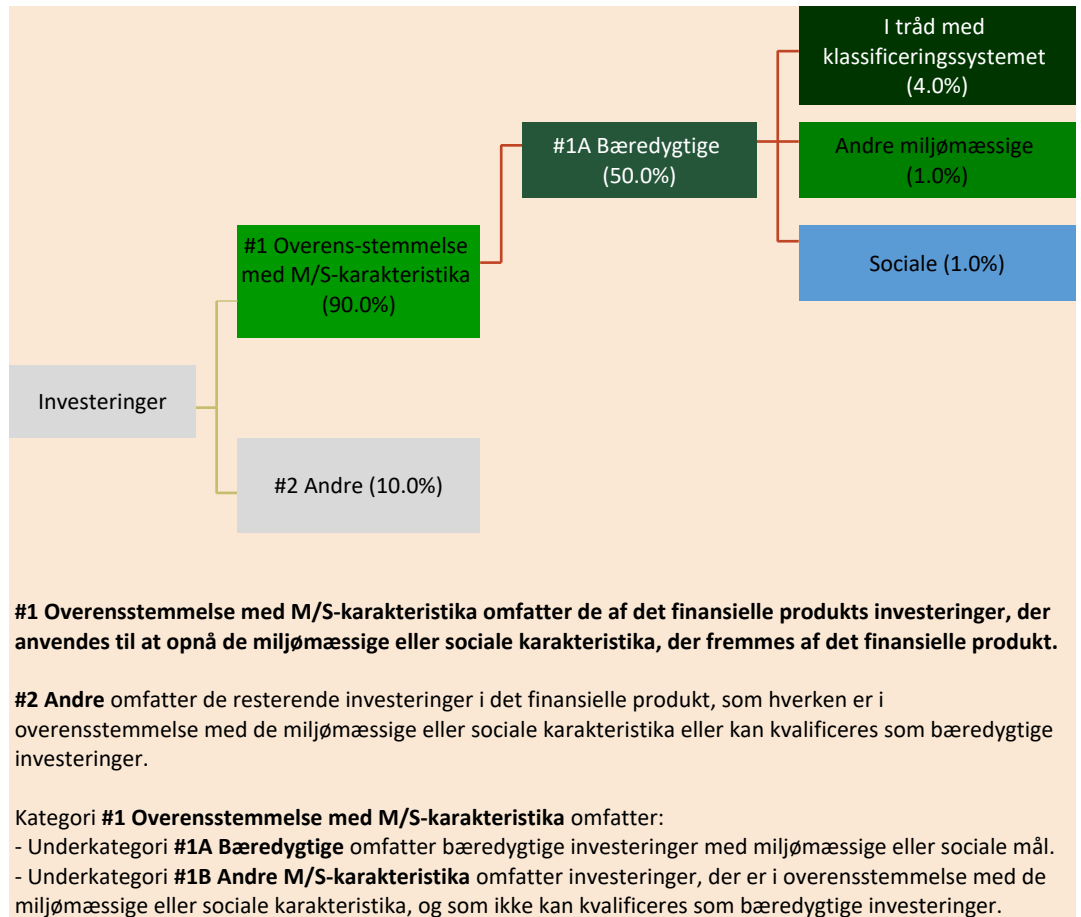 I tråd med
klassificeringssystemet
(4.0%)
#1A Bæredygtige
(50.0%)
Andre miljømæssige
(1.0%)
#1 Overens-stemmelse
med M/S-karakteristika
(90.0%)
Sociale (1.0%)
Investeringer
#2 Andre (10.0%)
#1 Overensstemmelse med M/S-karakteristika omfatter de af det finansielle produkts investeringer, der
anvendes til at opnå de miljømæssige eller sociale karakteristika, der fremmes af det finansielle produkt.
#2 Andre omfatter de resterende investeringer i det finansielle produkt, som hverken er i
overensstemmelse med de miljømæssige eller sociale karakteristika eller kan kvalificeres som bæredygtige
investeringer.
Kategori #1 Overensstemmelse med M/S-karakteristika omfatter:
- Underkategori #1A Bæredygtige omfatter bæredygtige investeringer med miljømæssige eller sociale mål.
- Underkategori #1B Andre M/S-karakteristika omfatter investeringer, der er i overensstemmelse med de
miljømæssige eller sociale karakteristika, og som ikke kan kvalificeres som bæredygtige investeringer.